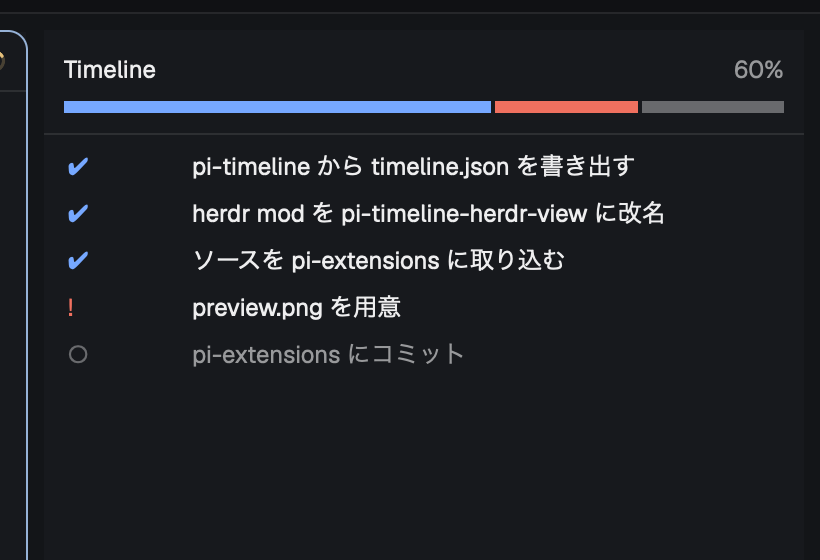 Timeline 60%
✔ pi-timeline から timeline.json を書き出す
✔ herdr mod を pi-timeline-herdr-view に改名
✔ ソースを pi-extensions に取り込む
! preview.png を用意
○ pi-extensions にコミット